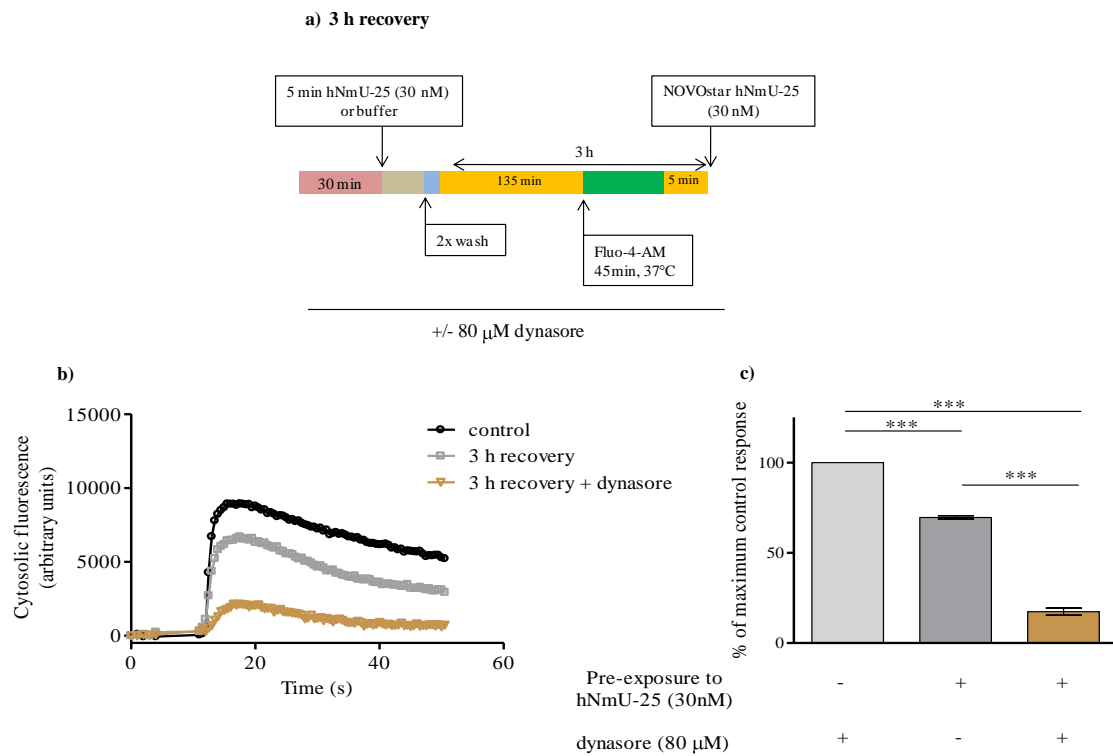 a) 3 h recovery
5 min hNmU-25 (30 nM)
or buffer
NOVOstar hNmU-25
(30 nM)
3 h
30 min
135 min
5 min
2x wash
Fluo-4-AM
45min, 37°C
+/- 80 μM dynasore
b)
Cytosolic fluorescence
(arbitrary units)
15000
10000
5000
0
0
20
40
60
Time (s)
control
3 h recovery
3 h recovery + dynasore
c)
% of maximum control response
100
50
0
***
***
***
Pre-exposure to
hNmU-25 (30nM)
- + +
dynasore (80 μM)
+ - +